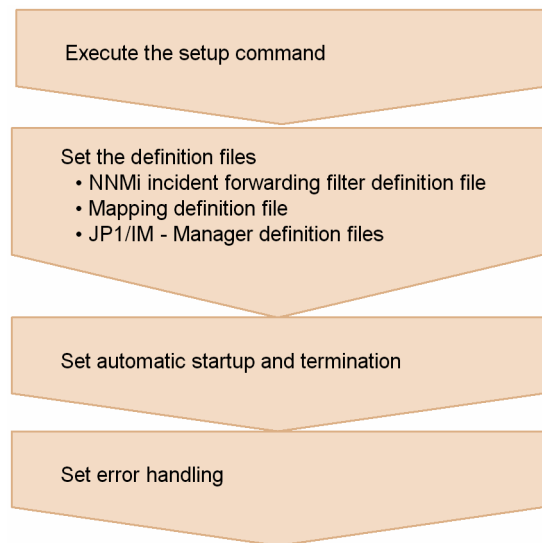 Execute the setup command
Set the definition files
• NNMi incident forwarding filter definition file
• Mapping definition file
• JP1/IM - Manager definition files
Set automatic startup and termination
Set error handling